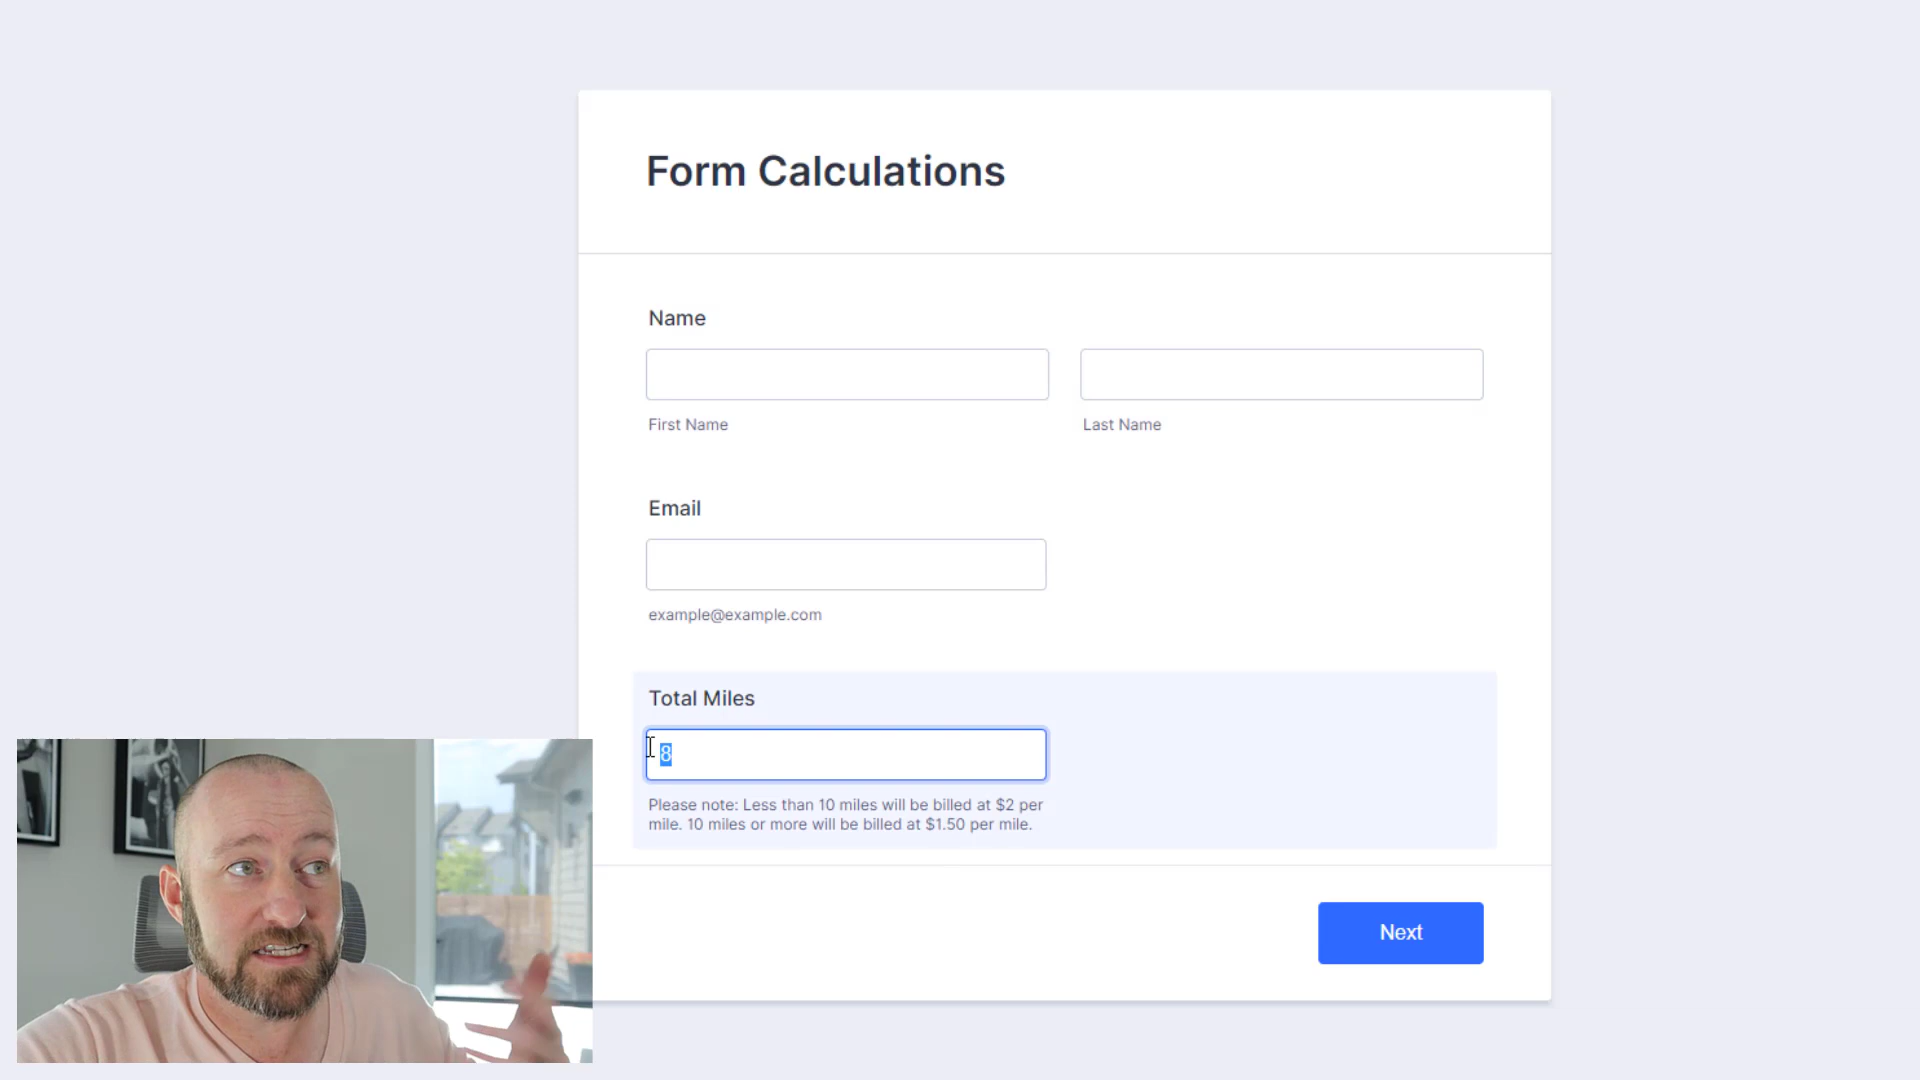 Form Calculations
Name
First Name
Last Name
Email
example@example.com
Total Miles
8
Please note: Less than 10 miles will be billed at $2 per
mile. 10 miles or more will be billed at $1.50 per mile.
Next